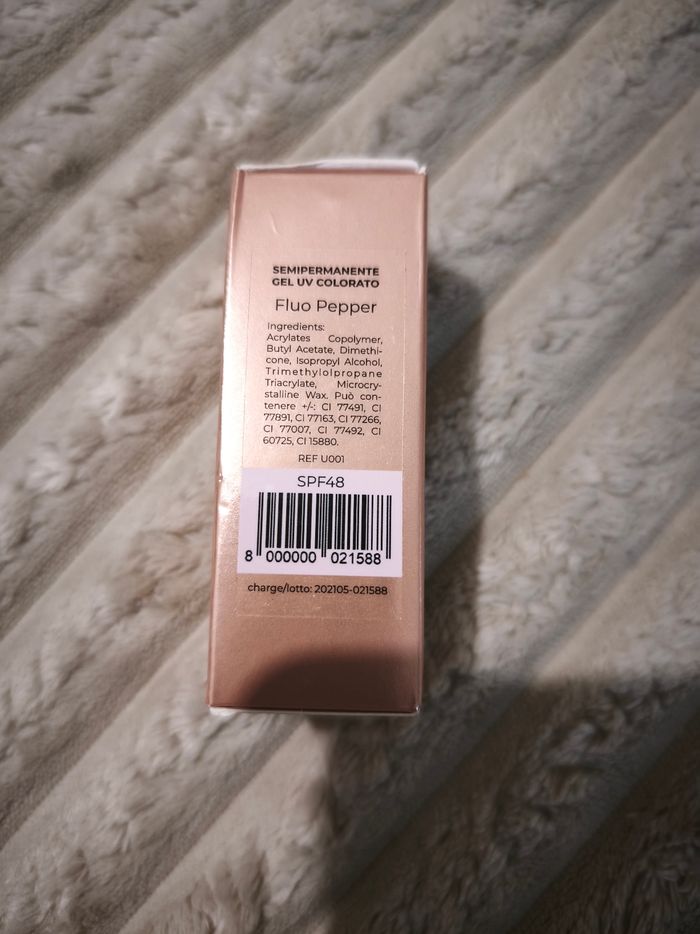 SEMIPERMANENTE
GEL UV COLORATO
Fluo Pepper
Ingredients:
Acrylates Copolymer,
Butyl Acetate, Dimethi-
cone, Isopropyl Alcohol,
Trimethylolpropane
Triacrylate, Microcry-
stalline Wax. Può con-
tenere +/-: CI 77491, CI
77891, CI 77163, CI 77266,
CI 77007, CI 77492, CI
60725, CI 15880.
REF U001
SPF48
8 000000 021588
charge/lotto: 202105-021588